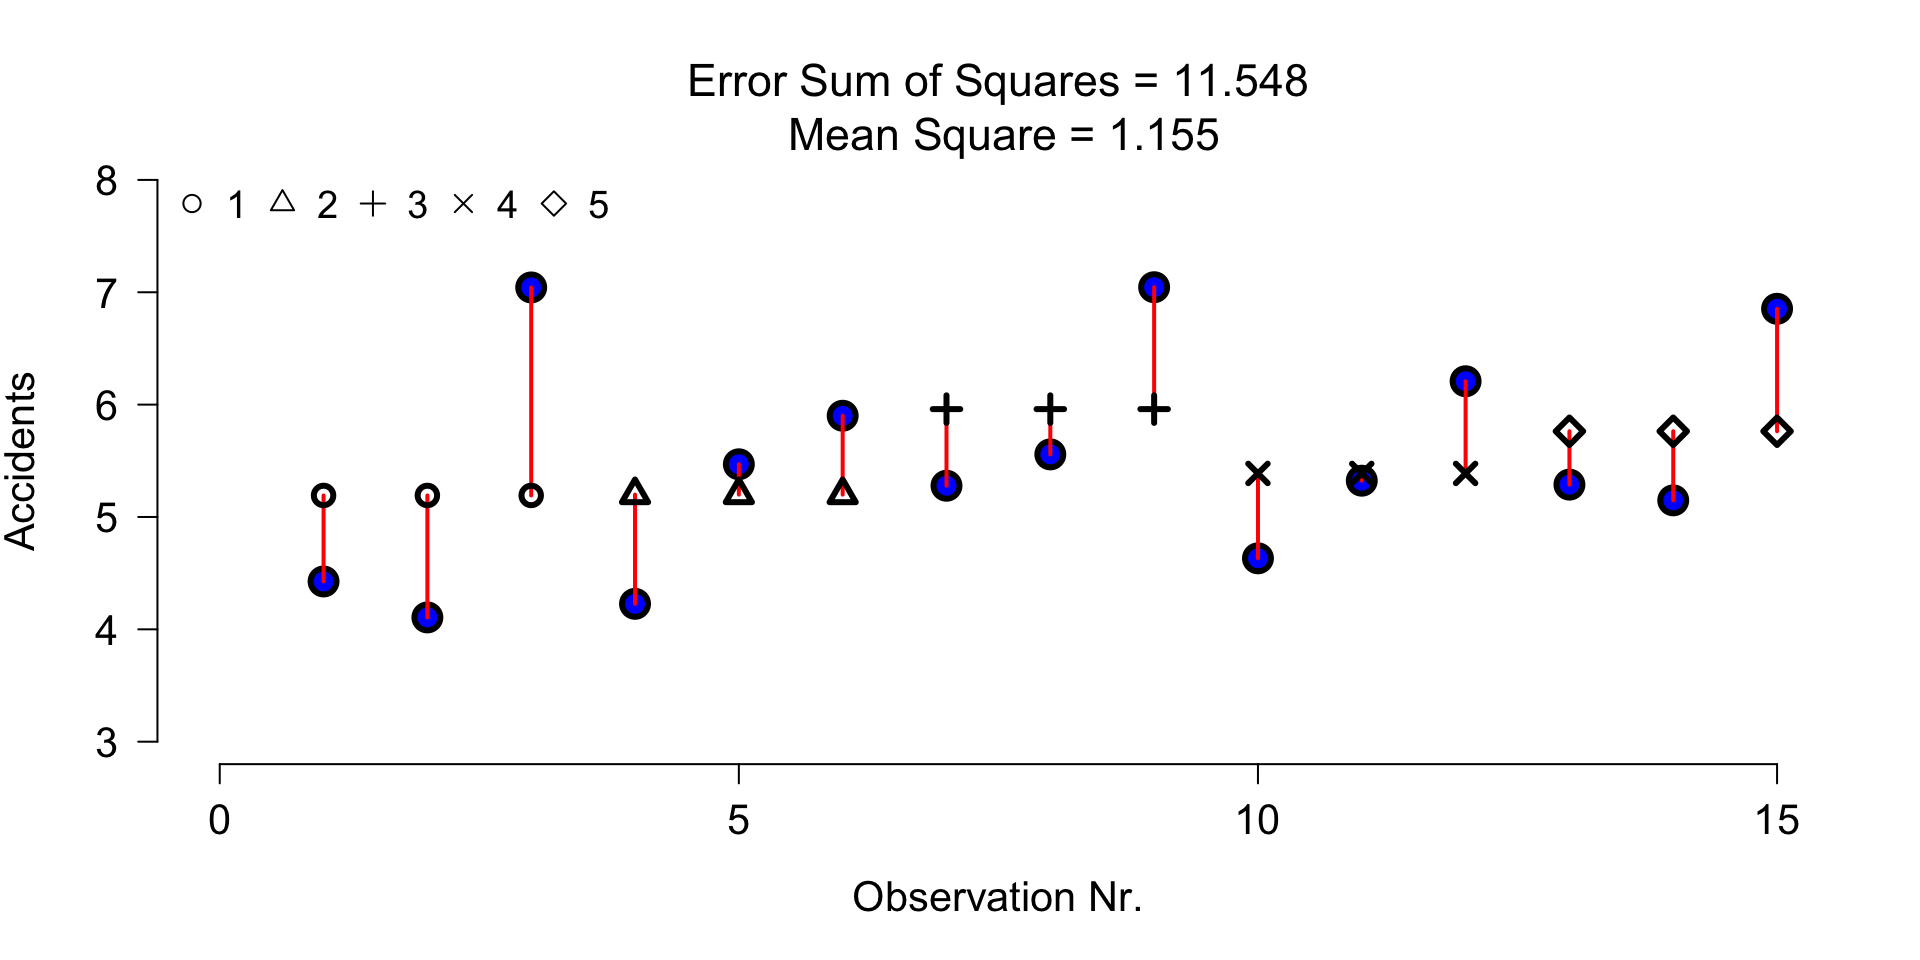 Error Sum of Squares = 11.548
Mean Square = 1.155
1 2 3 4 5
8
7
6
5
4
3
Accidents
0 5 10 15
Observation Nr.